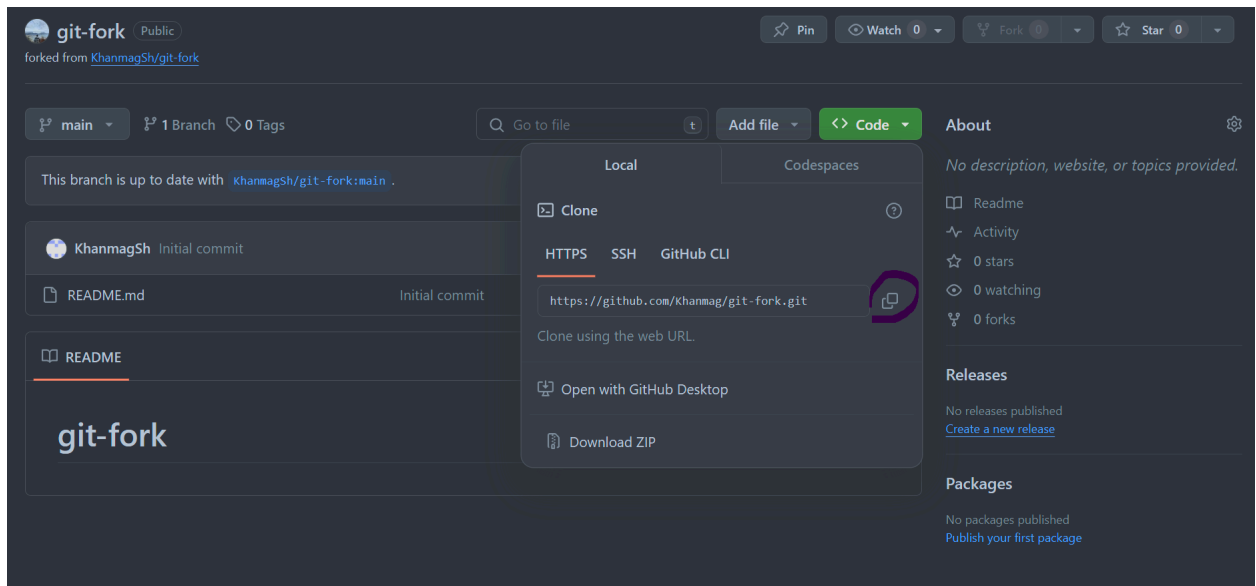 git-fork Public
Pin
Watch 0
Fork 0
Star 0
forked from KhanmagSh/git-fork
main
1 Branch
0 Tags
Go to file
t
Add file
<> Code
This branch is up to date with KhanmagSh/git-fork:main .
KhanmagSh Initial commit
README.md
Initial commit
README
git-fork
Local
Codespaces
Clone
HTTPS
SSH
GitHub CLI
https://github.com/Khanmag/git-fork.git
Clone using the web URL.
Open with GitHub Desktop
Download ZIP
About
No description, website, or topics provided.
Readme
Activity
0 stars
0 watching
0 forks
Releases
No releases published
Create a new release
Packages
No packages published
Publish your first package